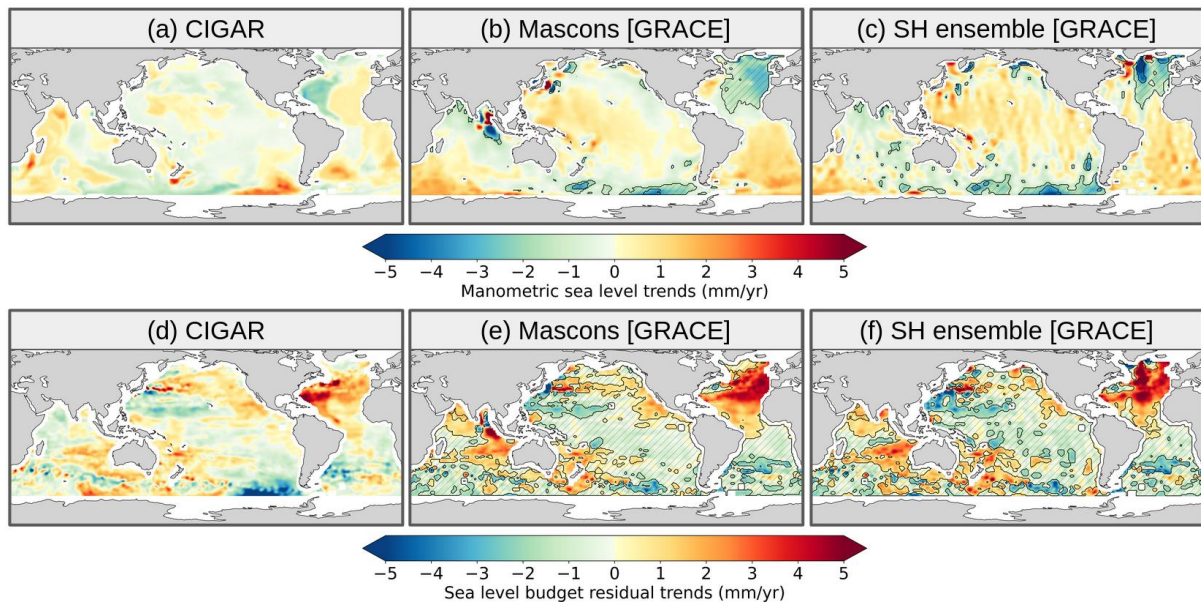 (a) CIGAR
(b) Mascons [GRACE]
(c) SH ensemble [GRACE]
−5 −4 −3 −2 −1 0 1 2 3 4 5
Manometric sea level trends (mm/yr)
(d) CIGAR
(e) Mascons [GRACE]
(f) SH ensemble [GRACE]
−5 −4 −3 −2 −1 0 1 2 3 4 5
Sea level budget residual trends (mm/yr)